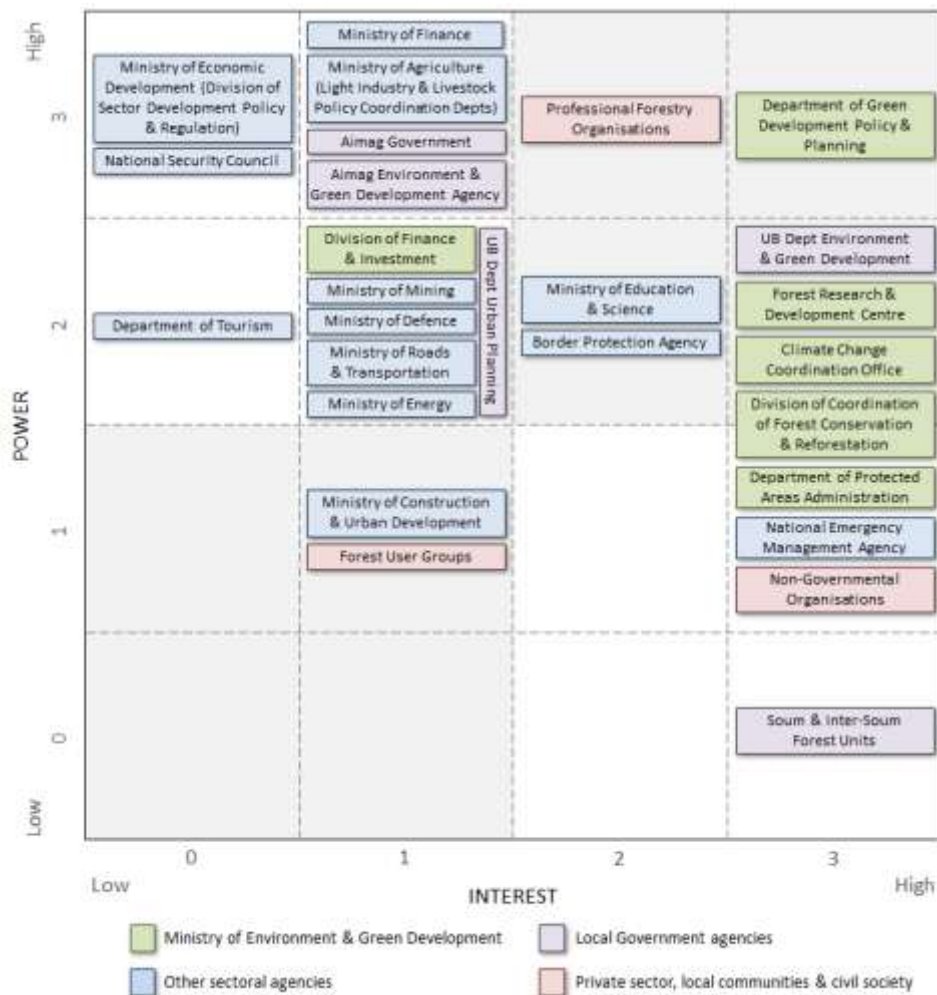 High
Ministry of Finance
Ministry of Economic
Development (Division of
Sector Development Policy
& Regulation)
National Security Council
Ministry of Agriculture
(Light Industry & Livestock
Policy Coordination Depts)
Aimag Government
Aimag Environment &
Green Development Agency
Professional Forestry
Organisations
Department of Green
Development Policy &
Planning
3
Department of Tourism
Division of Finance
& Investment
Ministry of Mining
Ministry of Defence
Ministry of Roads
& Transportation
Ministry of Energy
UB Dept Urban Planning
Ministry of Education
& Science
Border Protection Agency
UB Dept Environment
& Green Development
Forest Research &
Development Centre
Climate Change
Coordination Office
Division of Coordination
of Forest Conservation
& Reforestation
2
POWER
Ministry of Construction
& Urban Development
Forest User Groups
Department of Protected
Areas Administration
National Emergency
Management Agency
Non-Governmental
Organisations
1
Soum & Inter-Soum
Forest Units
0
Low
0 1 2 3
Low High
INTEREST
Ministry of Environment & Green Development
Local Government agencies
Other sectoral agencies
Private sector, local communities & civil society